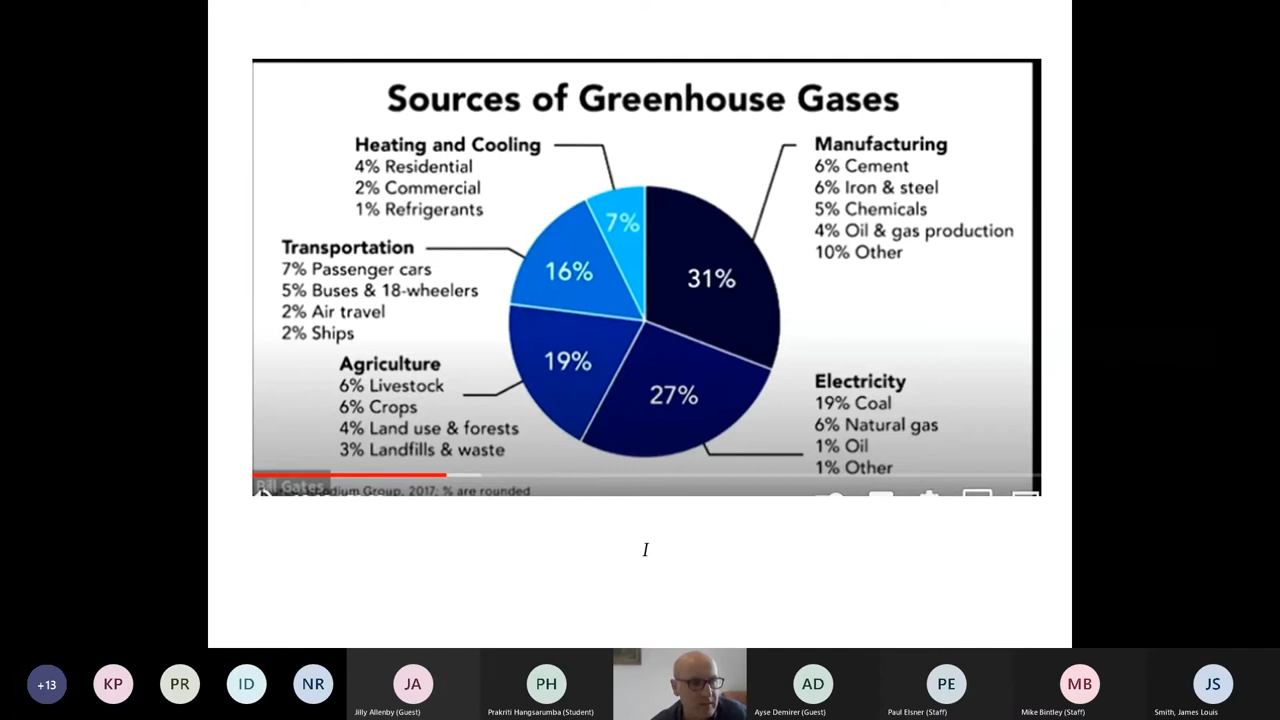 Sources of Greenhouse Gases
Heating and Cooling
4% Residential
2% Commercial
1% Refrigerants
Transportation
7% Passenger cars
5% Buses & 18-wheelers
2% Air travel
2% Ships
Agriculture
6% Livestock
6% Crops
4% Land use & forests
3% Landfills & waste
7%
16%
19%
27%
31%
Manufacturing
6% Cement
6% Iron & steel
5% Chemicals
4% Oil & gas production
10% Other
Electricity
19% Coal
6% Natural gas
1% Oil
1% Other
Bill Gates
Group, 2017; % are rounded
I
+13
KP
PR
ID
NR
JA
PH
AD
PE
MB
JS
Jilly Allenby (Guest)
Prakriti Hangsarumba (Student)
Ayse Demirer (Guest)
Paul Elsner (Staff)
Mike Bintley (Staff)
Smith, James Louis